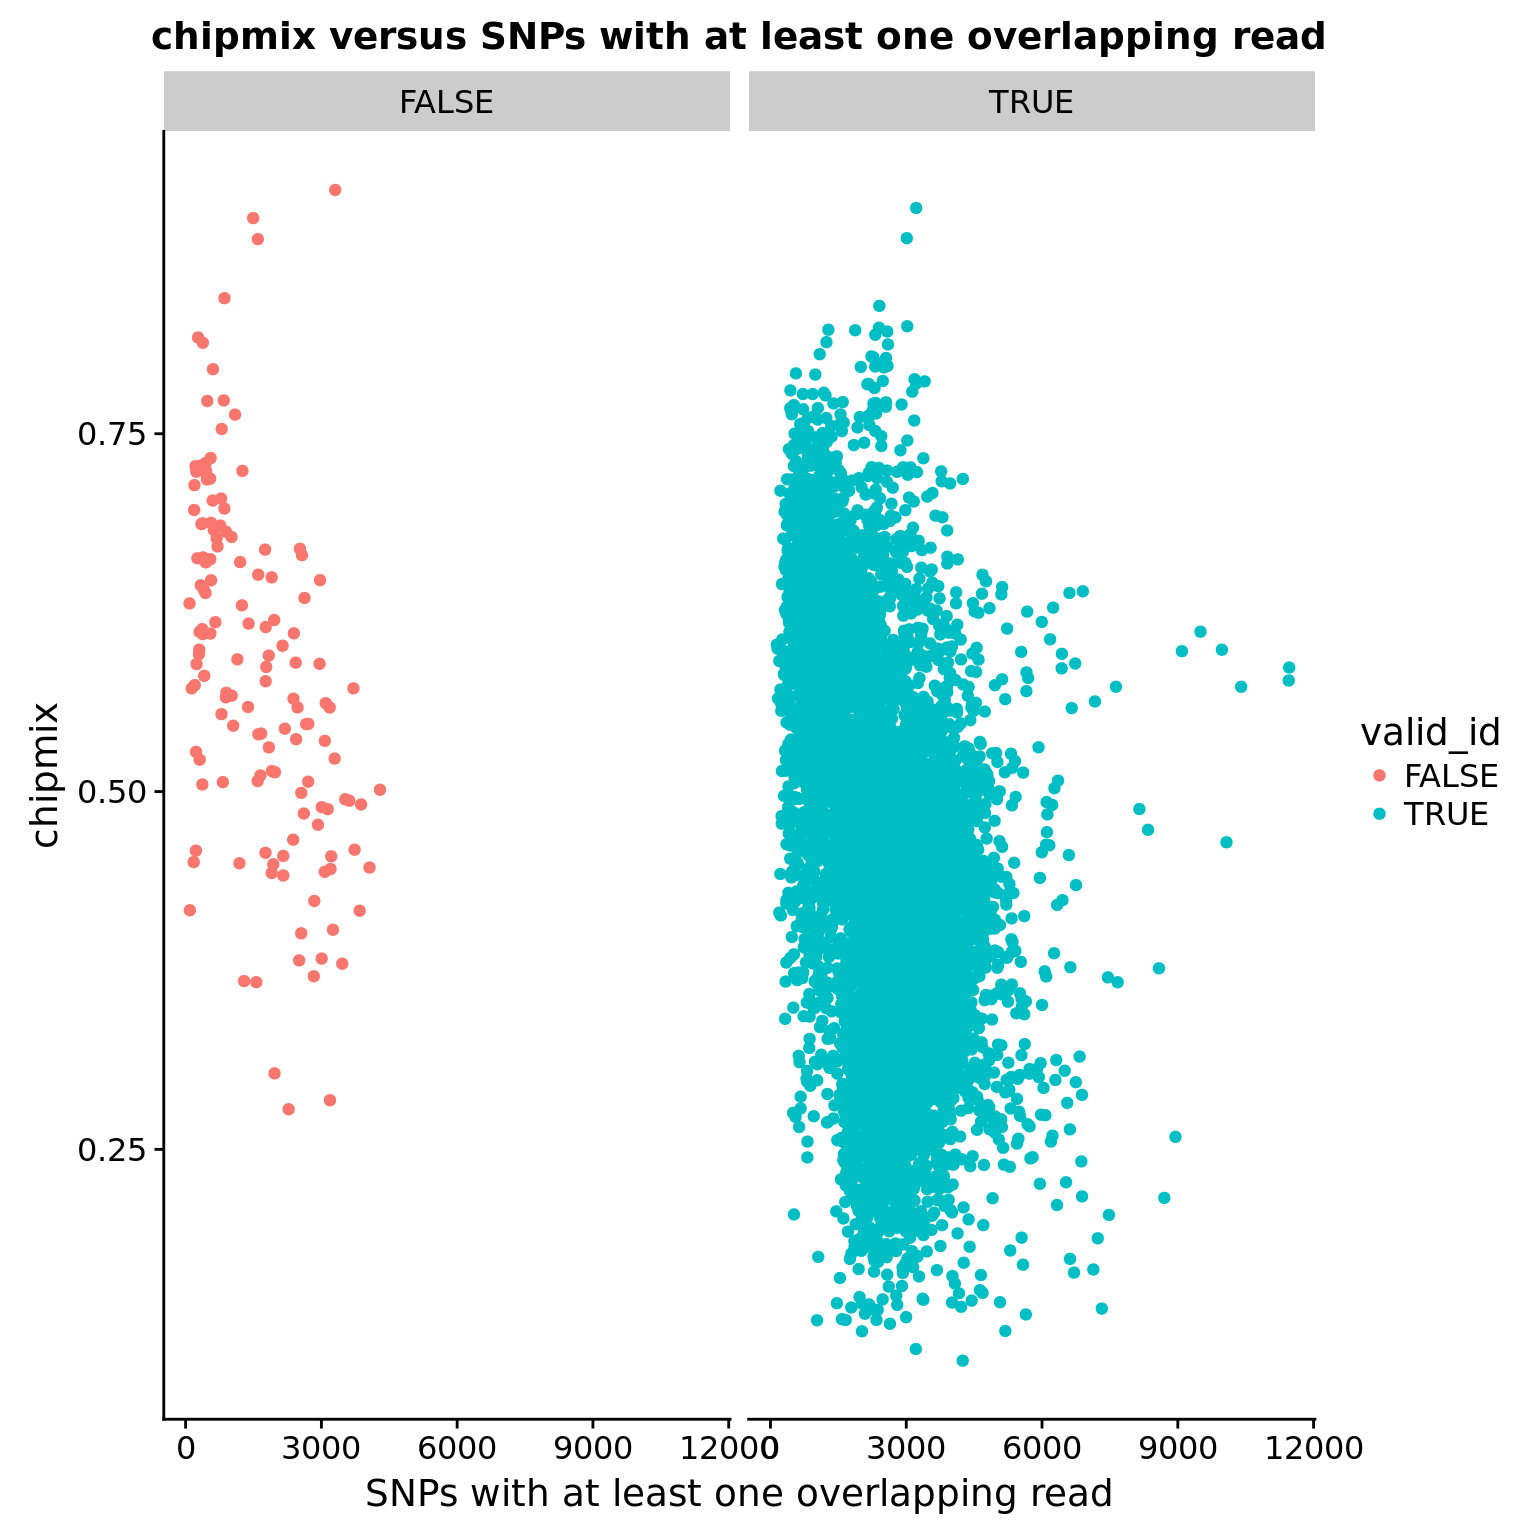 chipmix versus SNPs with at least one overlapping read
FALSE TRUE
chipmix
0.75
0.50
0.25
0 3000 6000 9000 12000 0 3000 6000 9000 12000
SNPs with at least one overlapping read
valid_id
FALSE
TRUE